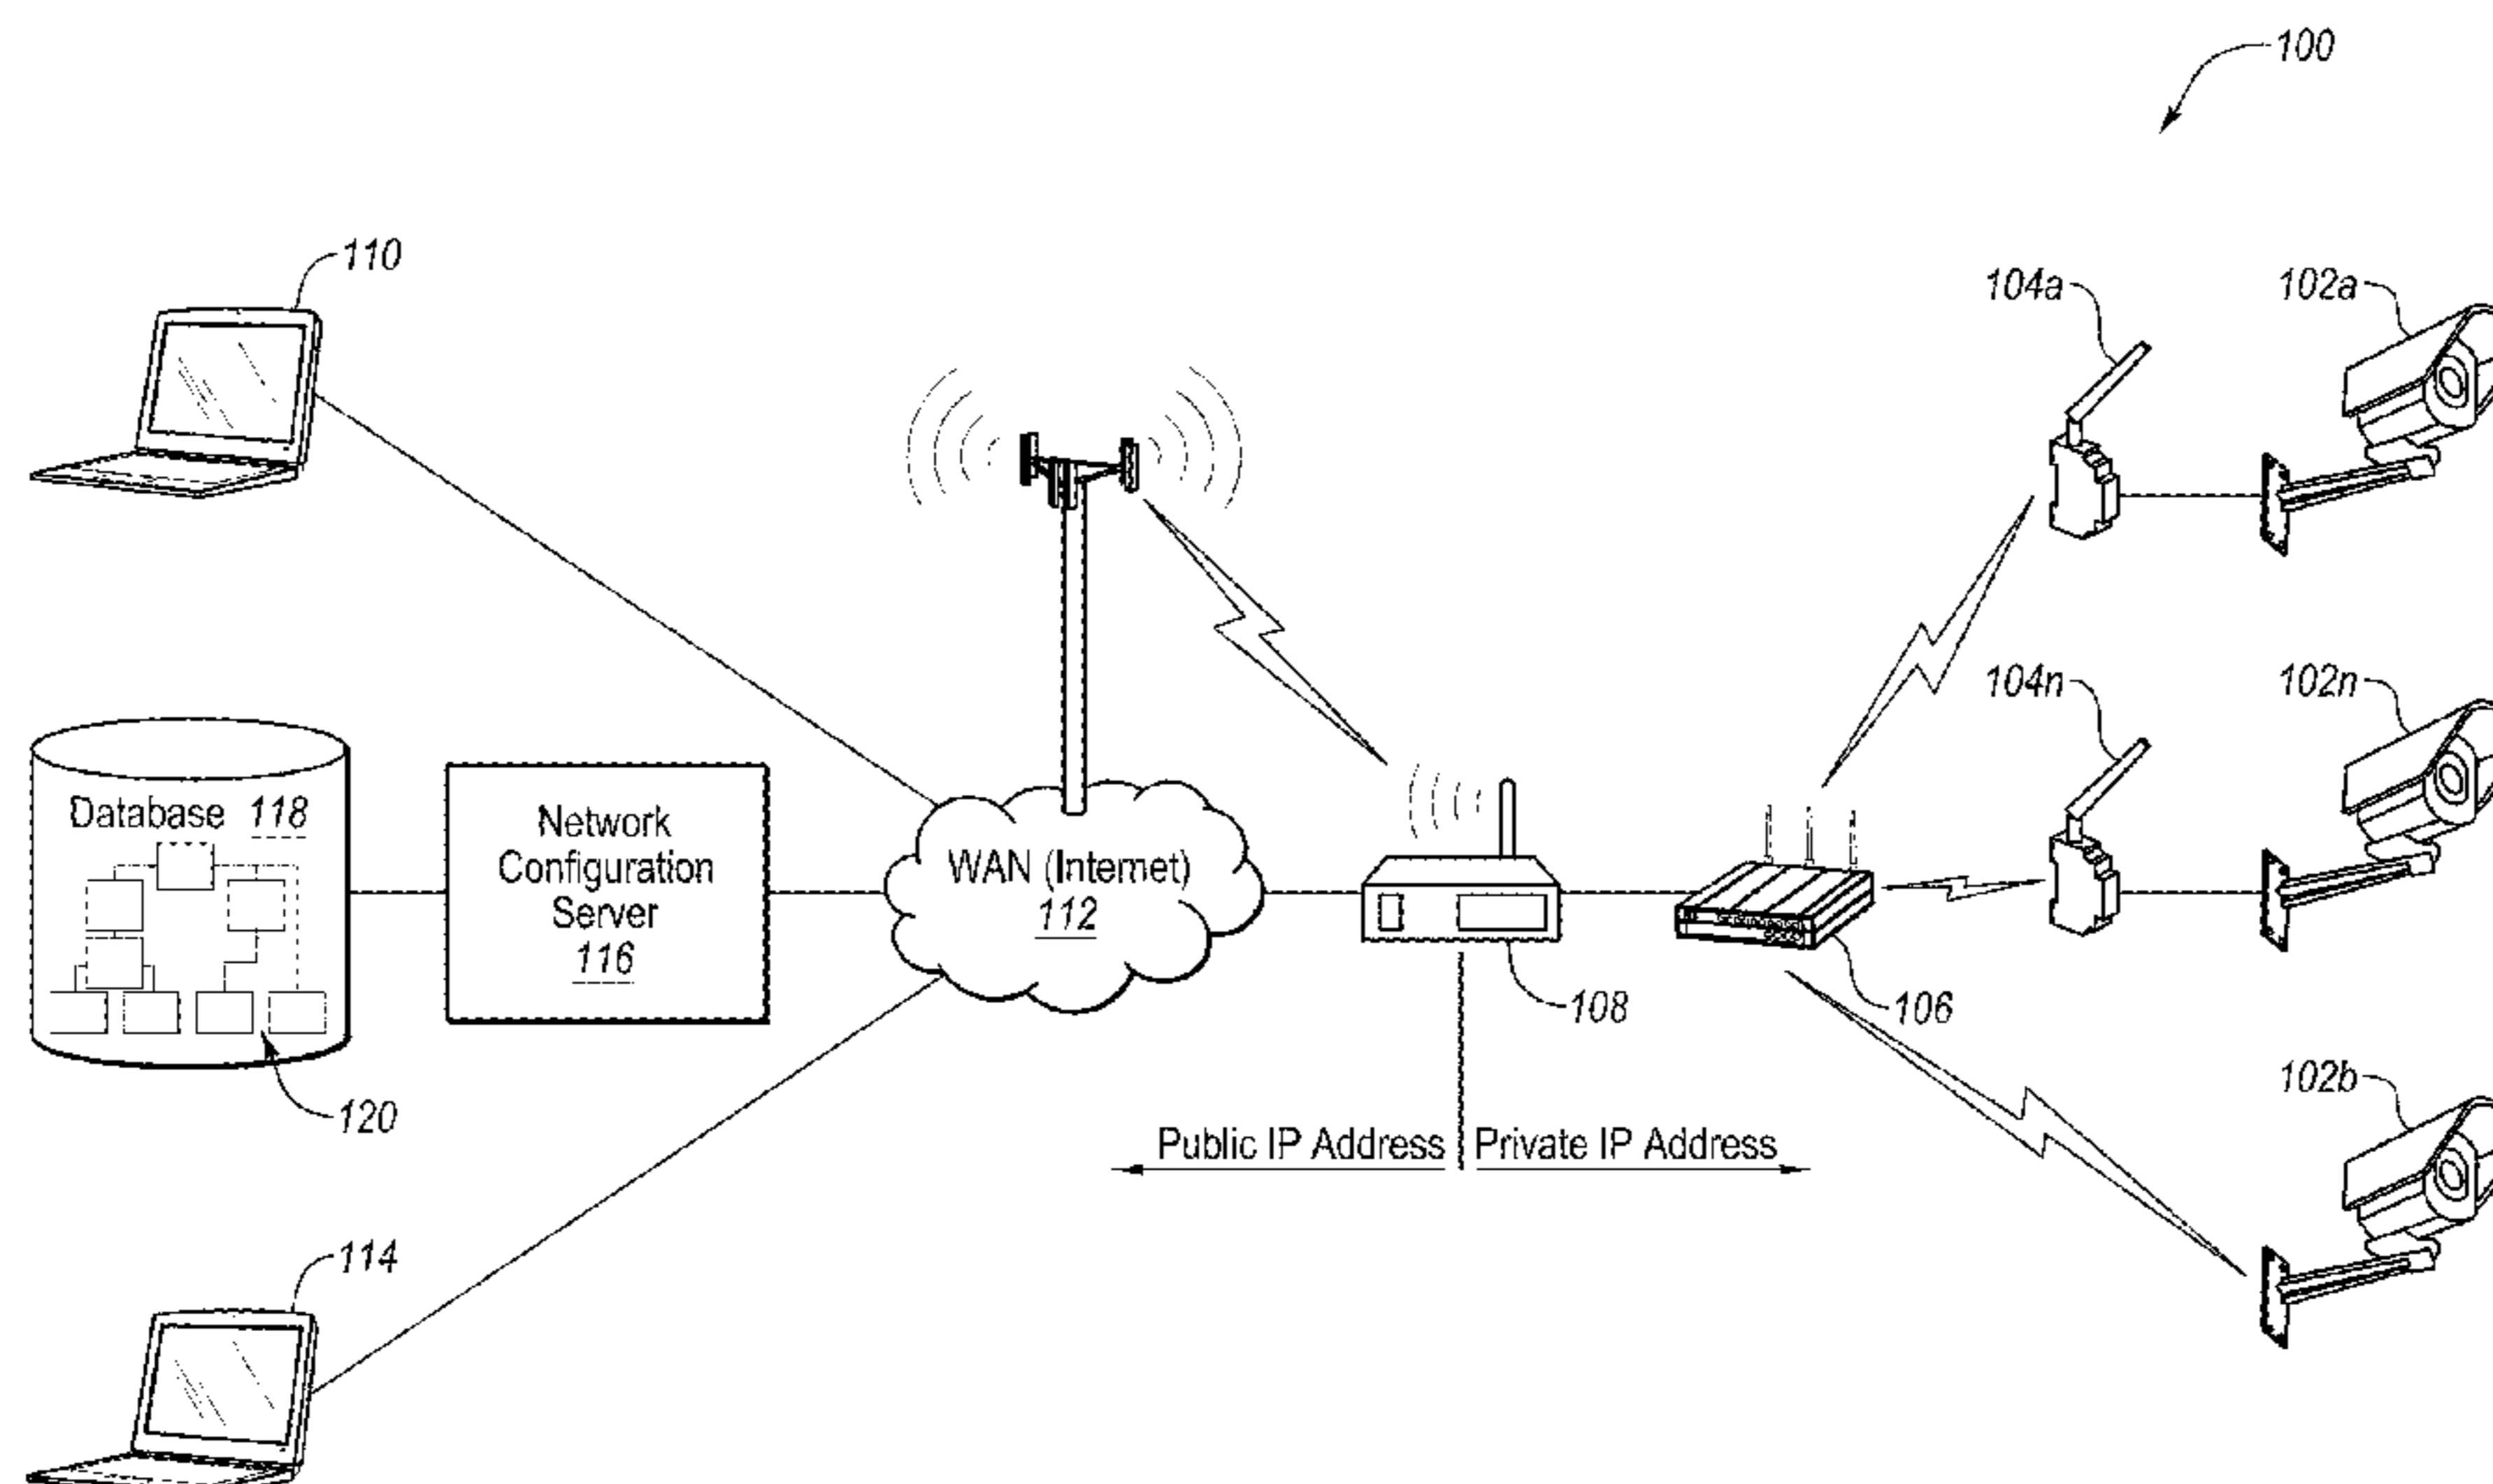 100
110
104a
102a
104n
102n
Database 118
Network
Configuration
Server
116
WAN (Internet)
112
108
106
120
102b
Public IP Address
Private IP Address
114